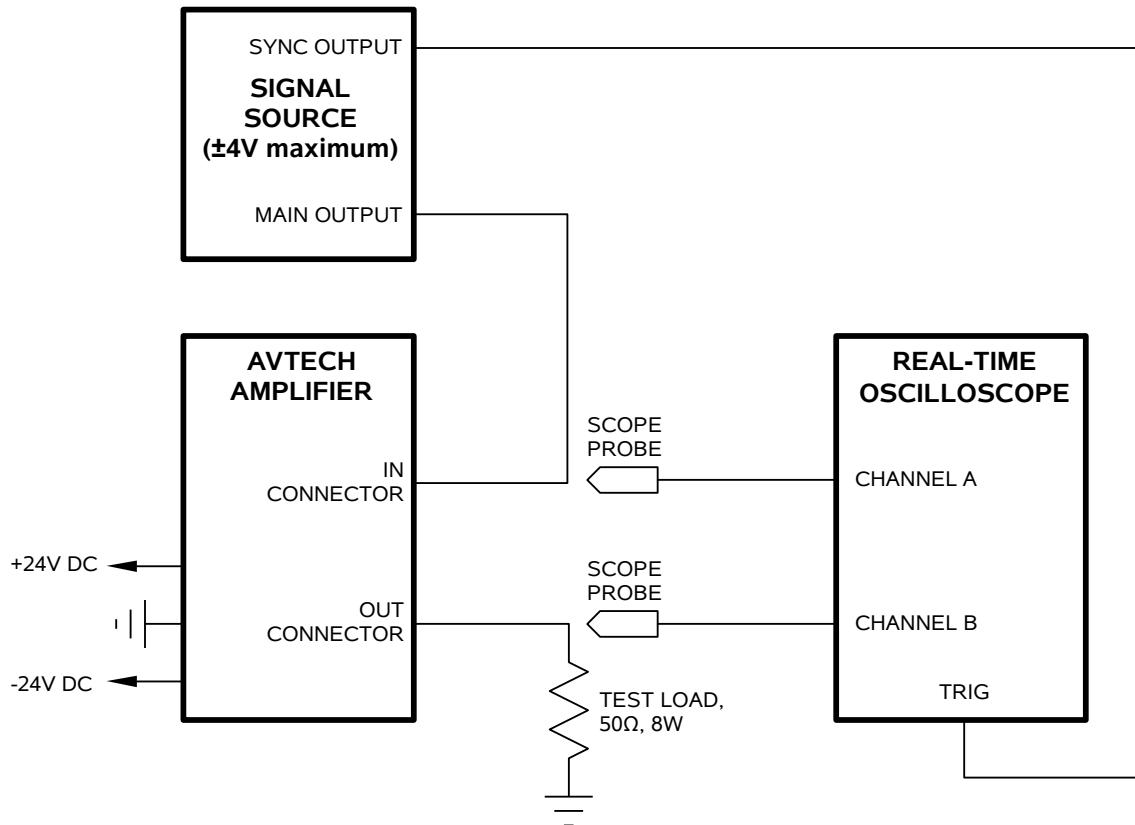 SYNC OUTPUT
SIGNAL
SOURCE
(±4V maximum)
MAIN OUTPUT
AVTECH
AMPLIFIER
IN
CONNECTOR
OUT
CONNECTOR
+24V DC
-24V DC
SCOPE
PROBE
SCOPE
PROBE
TEST LOAD,
50Ω, 8W
REAL-TIME
OSCILLOSCOPE
CHANNEL A
CHANNEL B
TRIG